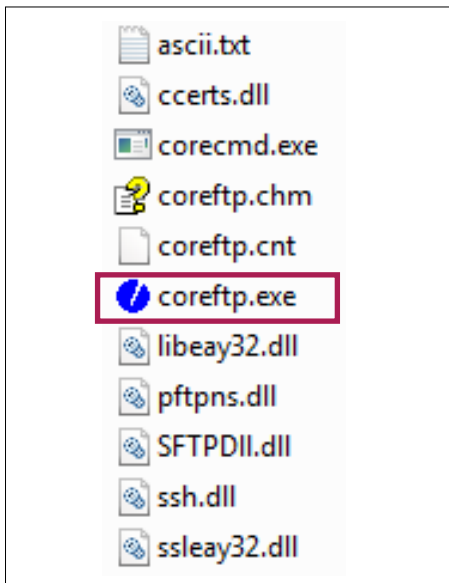 ascii.txt
ccerts.dll
corecmd.exe
coreftp.chm
coreftp.cnt
coreftp.exe
libeay32.dll
pftpns.dll
SFTPDll.dll
ssh.dll
ssleay32.dll